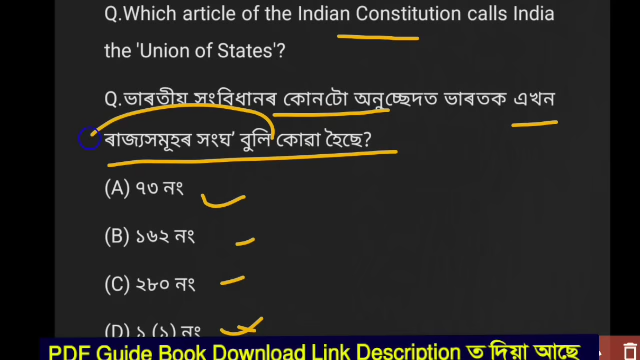 Q.Which article of the Indian Constitution calls India
the 'Union of States'?
Q.ভাৰতীয় সংবিধানৰ কোনটো অনুচ্ছেদত ভাৰতক এখন
ৰাজ্যসমূহৰ সংঘ’ বুলি কোৱা হৈছে?
(A) ৭৩ নং
(B) ১৬২ নং
(C) ২৮০ নং
(D) ১ (১) নং
PDF Guide Book Download Link Description ত দিয়া আছে